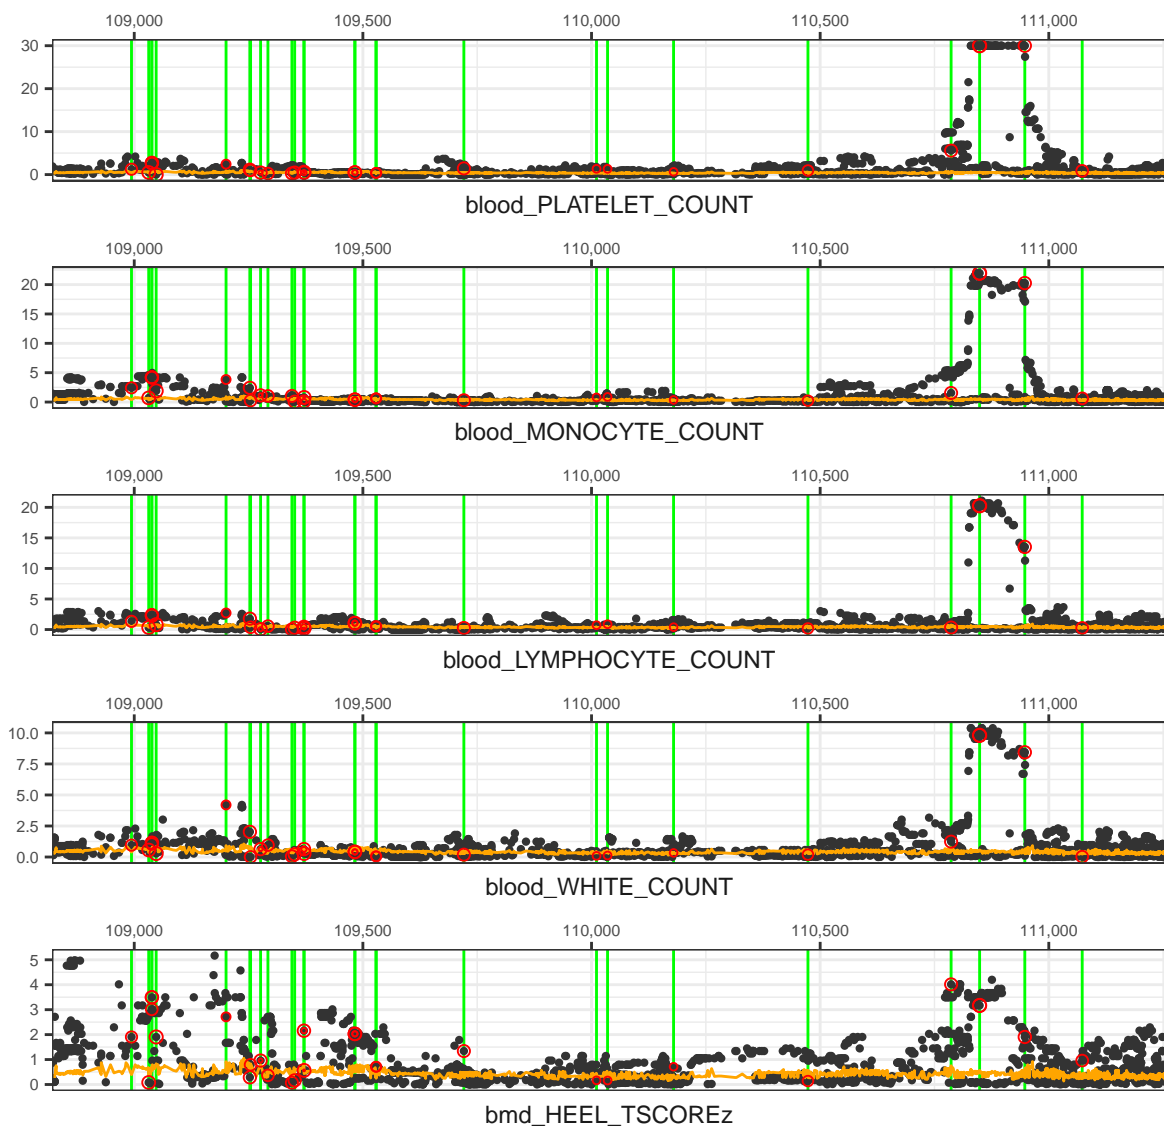 109,000 109,500 110,000 110,500 111,000
30
20
10
0
blood_PLATELET_COUNT
109,000 109,500 110,000 110,500 111,000
20
15
10
5
0
blood_MONOCYTE_COUNT
109,000 109,500 110,000 110,500 111,000
20
15
10
5
0
blood_LYMPHOCYTE_COUNT
109,000 109,500 110,000 110,500 111,000
10.0
7.5
5.0
2.5
0.0
blood_WHITE_COUNT
109,000 109,500 110,000 110,500 111,000
5
4
3
2
1
0
bmd_HEEL_TSCOREz